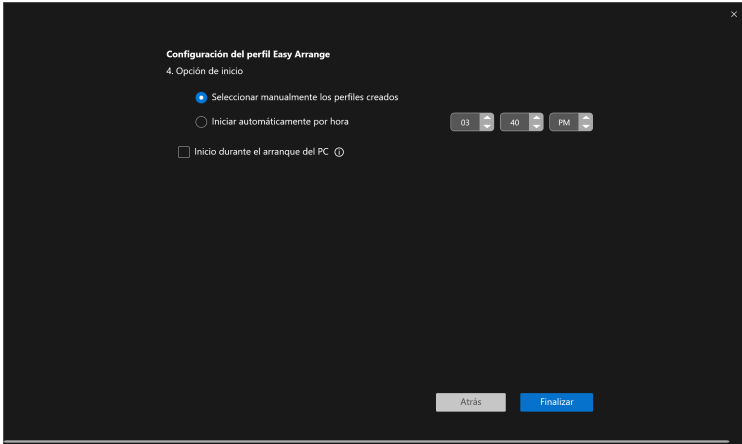 Configuración del perfil Easy Arrange
4. Opción de inicio
Seleccionar manualmente los perfiles creados
Iniciar automáticamente por hora
03 40 PM
Inicio durante el arranque del PC
Atrás Finalizar